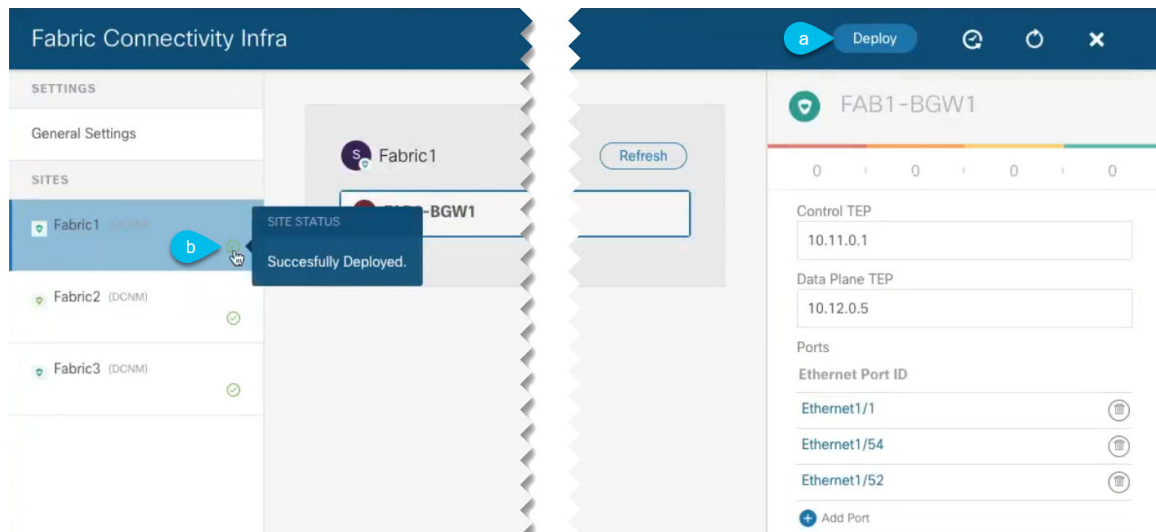 Fabric Connectivity Infra
a
Deploy
SETTINGS
General Settings
SITES
Fabric1 (DCNM)
b
SITE STATUS
Succesfully Deployed.
Fabric2 (DCNM)
Fabric3 (DCNM)
S
Fabric1
Refresh
-BGW1
FAB1-BGW1
0
0
0
0
Control TEP
10.11.0.1
Data Plane TEP
10.12.0.5
Ports
Ethernet Port ID
Ethernet1/1
Ethernet1/54
Ethernet1/52
Add Port